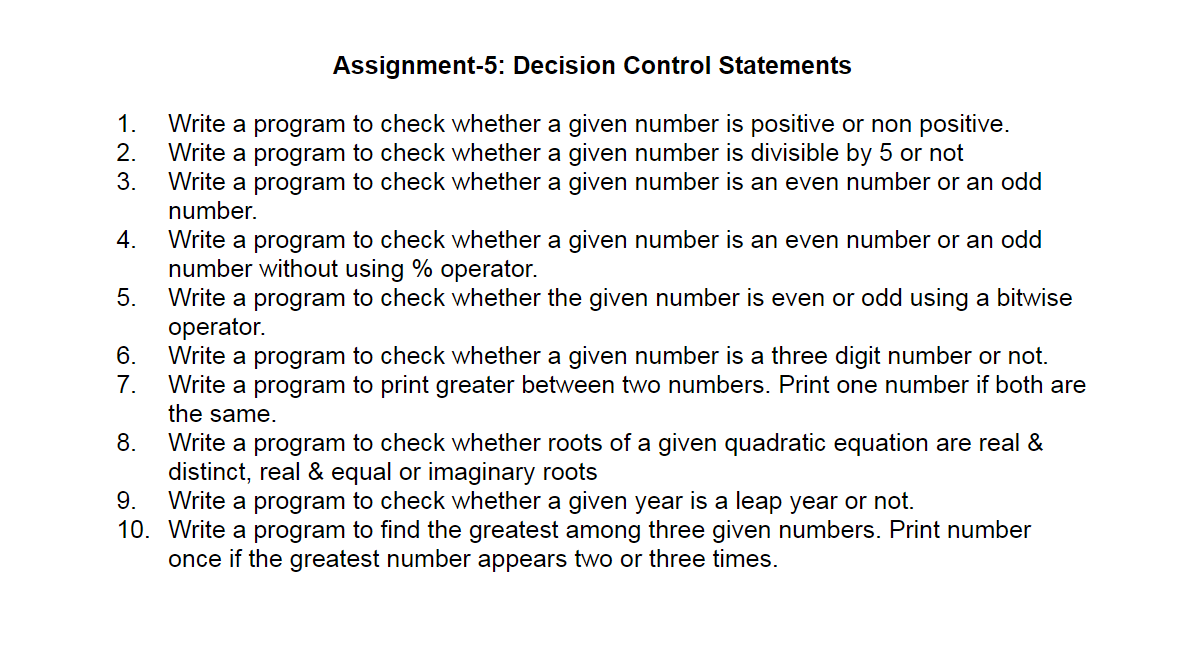 Assignment-5: Decision Control Statements
1. Write a program to check whether a given number is positive or non positive.
2. Write a program to check whether a given number is divisible by 5 or not
3. Write a program to check whether a given number is an even number or an odd
number.
4. Write a program to check whether a given number is an even number or an odd
number without using % operator.
5. Write a program to check whether the given number is even or odd using a bitwise
operator.
6. Write a program to check whether a given number is a three digit number or not.
7. Write a program to print greater between two numbers. Print one number if both are
the same.
8. Write a program to check whether roots of a given quadratic equation are real &
distinct, real & equal or imaginary roots
9. Write a program to check whether a given year is a leap year or not.
10. Write a program to find the greatest among three given numbers. Print number
once if the greatest number appears two or three times.